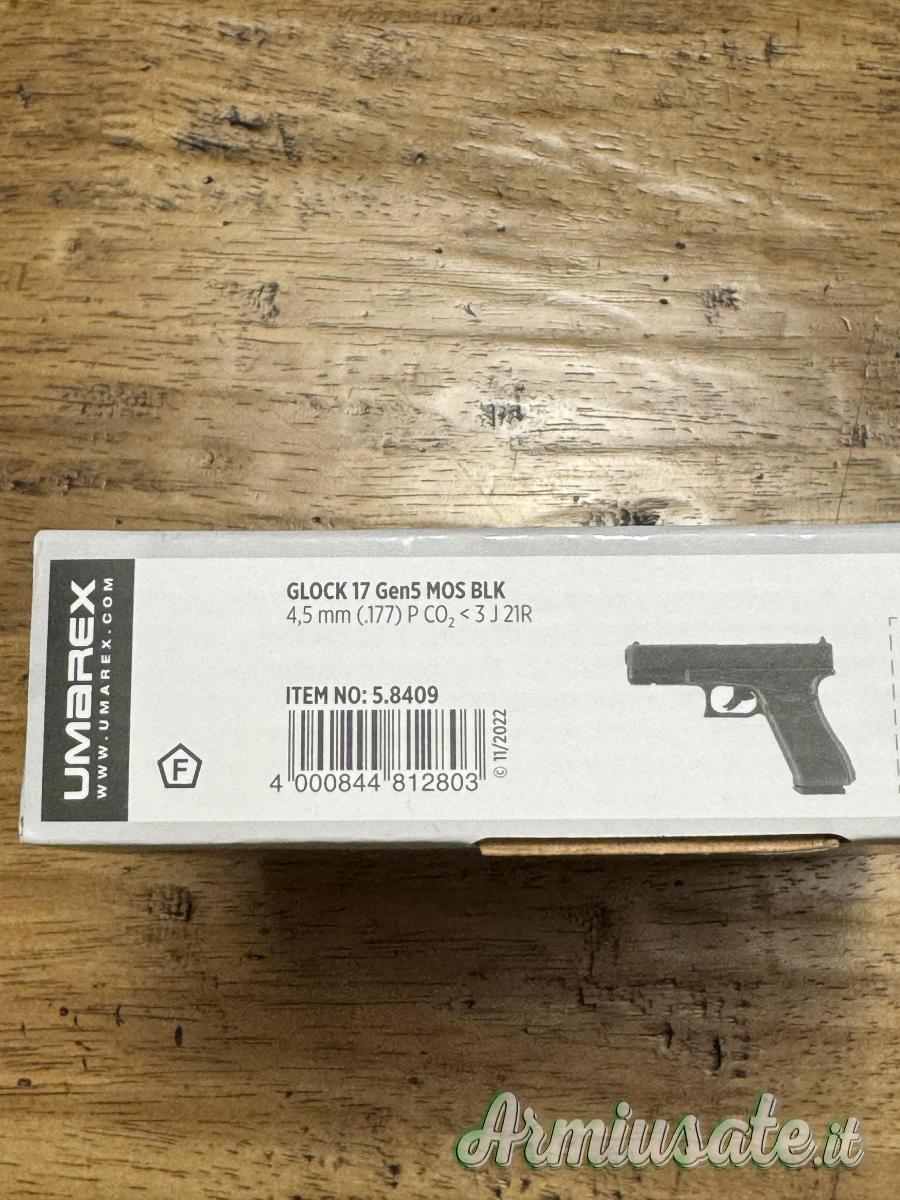 UMAREX
WWW.UMAREX.COM
GLOCK 17 Gen5 MOS BLK
4,5 mm (.177) P CO₂ < 3 J 21R
ITEM NO: 5.8409
© 11/2022
4 000844 812803
F
Armiusate.it